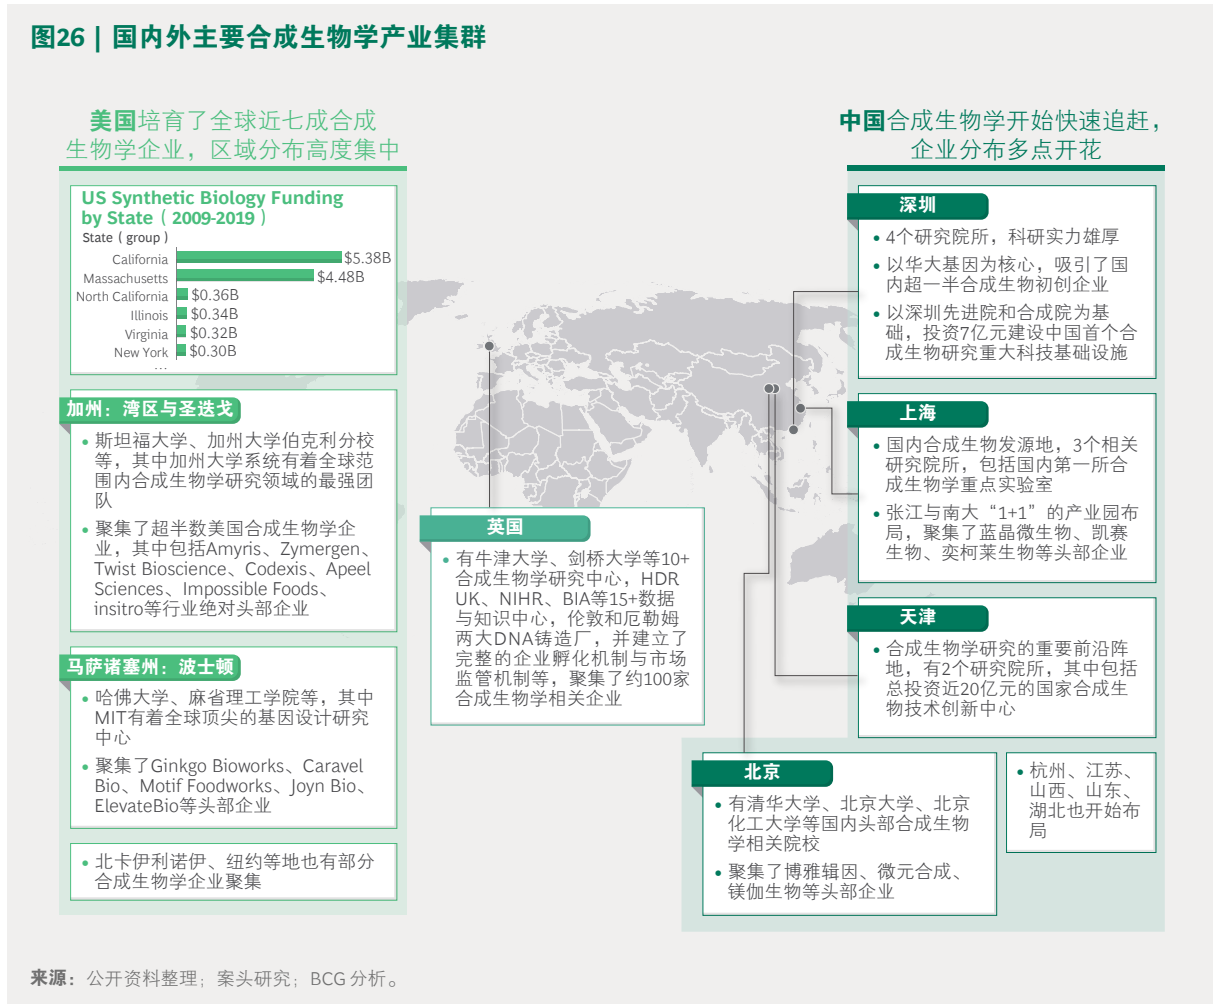 图26 | 国内外主要合成生物学产业集群
美国培育了全球近七成合成
生物学企业，区域分布高度集中
US Synthetic Biology Funding
by State（2009-2019）
State（group）
California $5.38B
Massachusetts $4.48B
North California $0.36B
Illinois $0.34B
Virginia $0.32B
New York $0.30B
…
加州：湾区与圣迭戈
• 斯坦福大学、加州大学伯克利分校
等，其中加州大学系统有着全球范
围内合成生物学研究领域的最强团
队
• 聚集了超半数美国合成生物学企
业，其中包括Amyris、Zymergen、
Twist Bioscience、Codexis、Apeel
Sciences、Impossible Foods、
insitro等行业绝对头部企业
马萨诸塞州：波士顿
• 哈佛大学、麻省理工学院等，其中
MIT有着全球顶尖的基因设计研究
中心
• 聚集了Ginkgo Bioworks、Caravel
Bio、Motif Foodworks、Joyn Bio、
ElevateBio等头部企业
• 北卡伊利诺伊、纽约等地也有部分
合成生物学企业聚集
英国
• 有牛津大学、剑桥大学等10+
合成生物学研究中心，HDR
UK、NIHR、BIA等15+数据
与知识中心，伦敦和厄勒姆
两大DNA铸造厂，并建立了
完整的企业孵化机制与市场
监管机制等，聚集了约100家
合成生物学相关企业
中国合成生物学开始快速追赶，
企业分布多点开花
深圳
• 4个研究院所，科研实力雄厚
• 以华大基因为核心，吸引了国
内超一半合成生物初创企业
• 以深圳先进院和合成院为基
础，投资7亿元建设中国首个合
成生物研究重大科技基础设施
上海
• 国内合成生物发源地，3个相关
研究院所，包括国内第一所合
成生物学重点实验室
• 张江与南大“1+1”的产业园布
局，聚集了蓝晶微生物、凯赛
生物、奕柯莱生物等头部企业
天津
• 合成生物学研究的重要前沿阵
地，有2个研究院所，其中包括
总投资近20亿元的国家合成生
物技术创新中心
北京
• 有清华大学、北京大学、北京
化工大学等国内头部合成生物
学相关院校
• 聚集了博雅辑因、微元合成、
镁伽生物等头部企业
• 杭州、江苏、
山西、山东、
湖北也开始布
局
来源：公开资料整理；案头研究；BCG 分析。